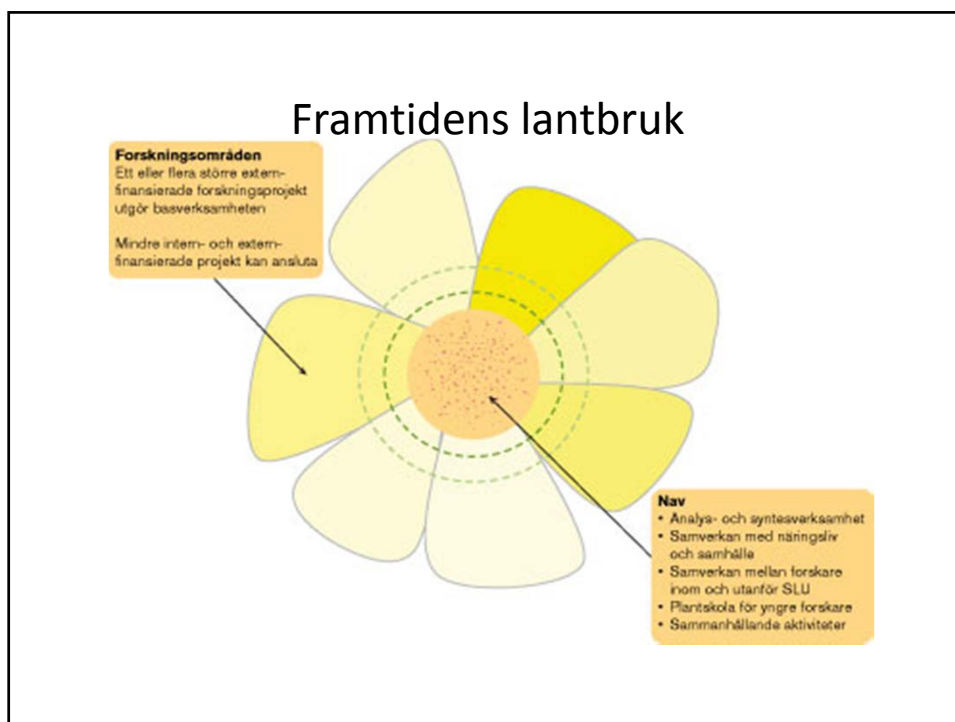 Framtidens lantbruk
Forskningsområden
Ett eller flera större extern-
finansierade forskningsprojekt
utgör basverksamheten
Mindre intern- och extern-
finansierade projekt kan ansluta
Nav
• Analys- och syntesverksamhet
• Samverkan med näringsliv
och samhälle
• Samverkan mellan forskare
inom och utanför SLU
• Plantskola för yngre forskare
• Sammanhållande aktiviteter